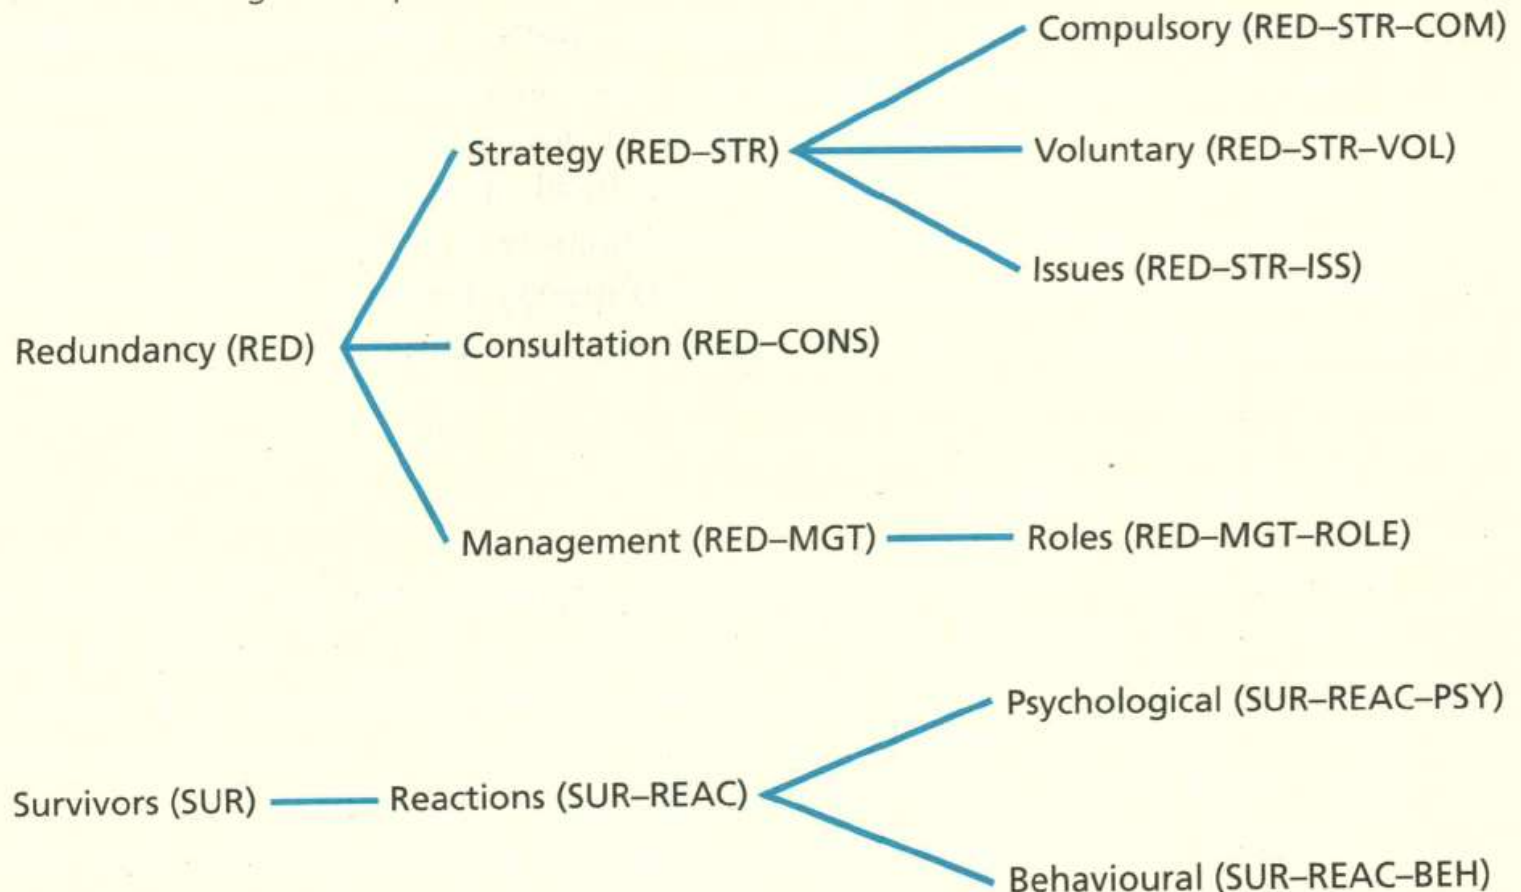 Compulsory (RED–STR–COM)
Strategy (RED–STR)
Voluntary (RED–STR–VOL)
Issues (RED–STR–ISS)
Redundancy (RED)
Consultation (RED–CONS)
Management (RED–MGT)
Roles (RED–MGT–ROLE)
Psychological (SUR–REAC–PSY)
Survivors (SUR)
Reactions (SUR–REAC)
Behavioural (SUR–REAC–BEH)